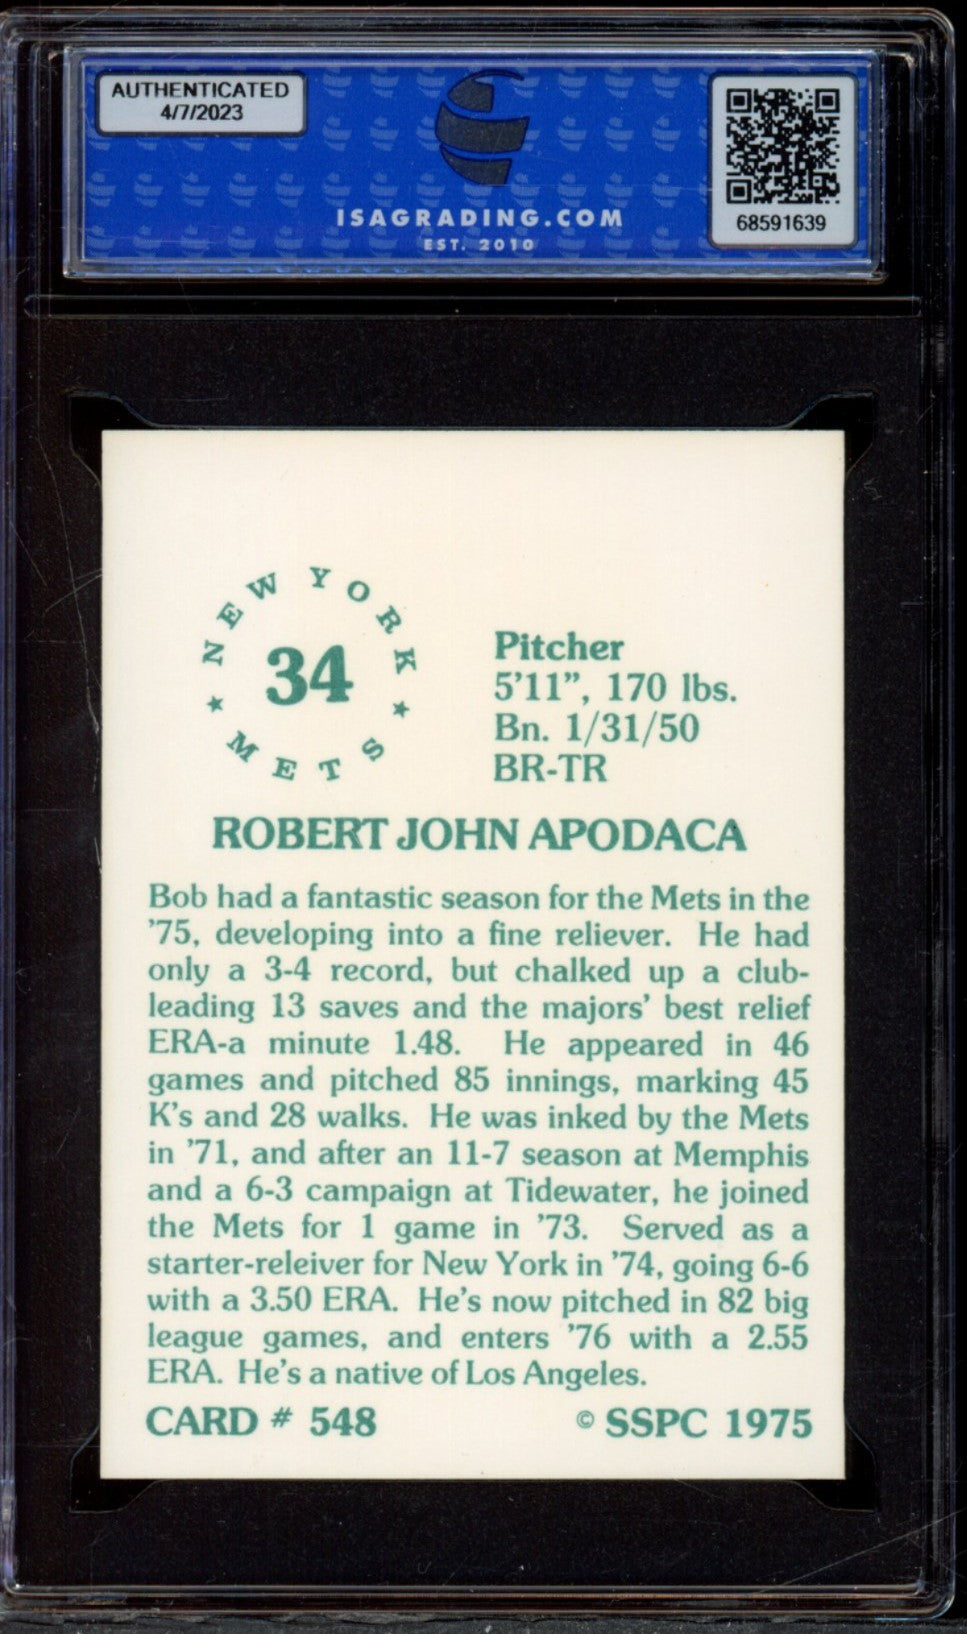 AUTHENTICATED
4/7/2023
ISAGRADING.COM
EST. 2010
68591639
★ NEW YORK ★
34
METS
Pitcher
5'11”, 170 lbs.
Bn. 1/31/50
BR-TR
ROBERT JOHN APODACA
Bob had a fantastic season for the Mets in the
’75, developing into a fine reliever. He had
only a 3-4 record, but chalked up a club-
leading 13 saves and the majors’ best relief
ERA-a minute 1.48. He appeared in 46
games and pitched 85 innings, marking 45
K’s and 28 walks. He was inked by the Mets
in ’71, and after an 11-7 season at Memphis
and a 6-3 campaign at Tidewater, he joined
the Mets for 1 game in ’73. Served as a
starter-releiver for New York in ’74, going 6-6
with a 3.50 ERA. He’s now pitched in 82 big
league games, and enters ’76 with a 2.55
ERA. He’s a native of Los Angeles.
CARD # 548
© SSPC 1975